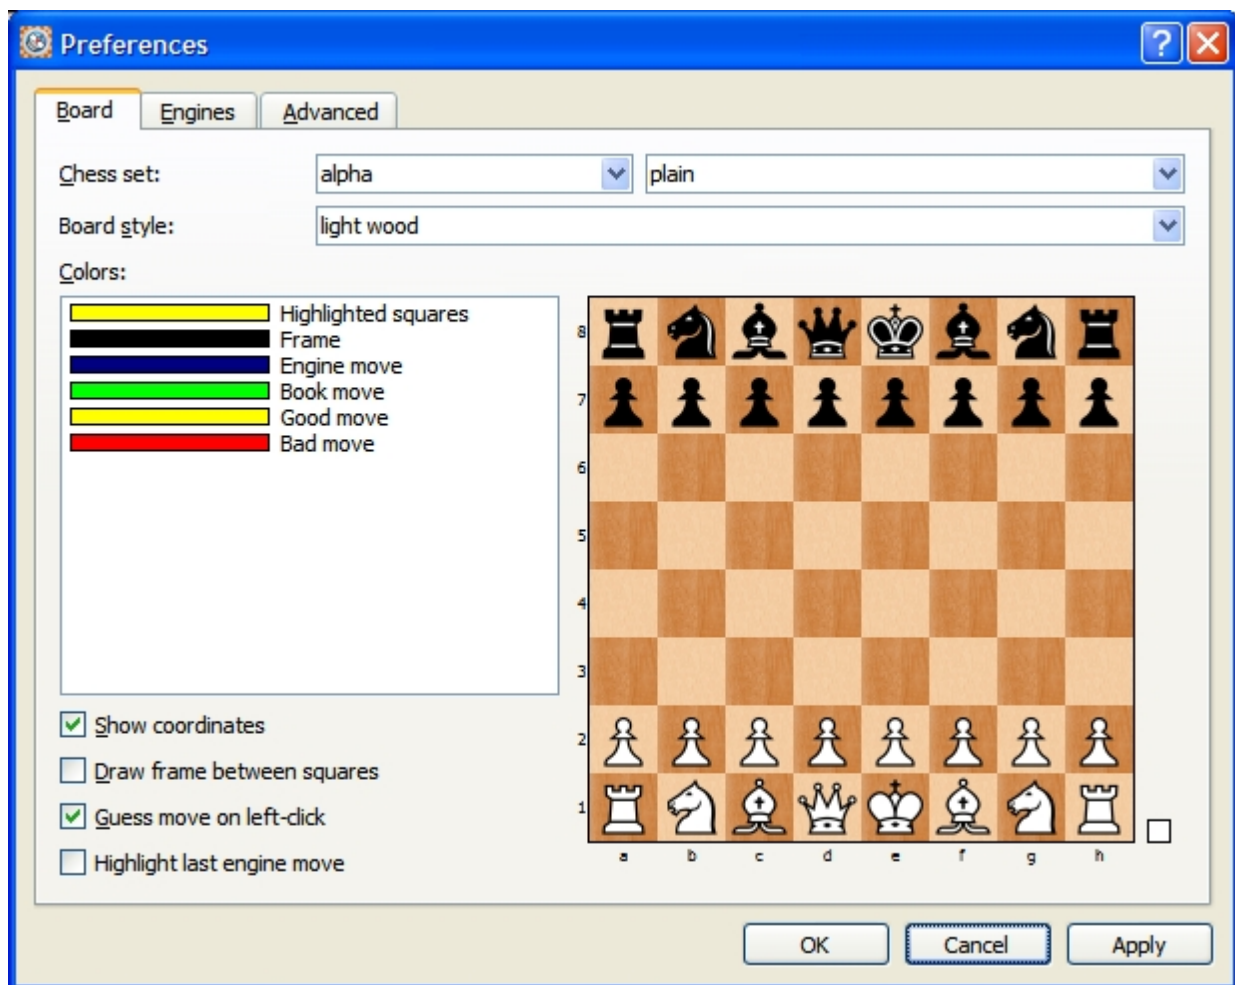 Preferences
Board Engines Advanced
Chess set: alpha plain
Board style: light wood
Colors:
Highlighted squares
Frame
Engine move
Book move
Good move
Bad move
8
7
6
5
4
3
2
1
a b c d e f g h
Show coordinates
Draw frame between squares
Guess move on left-click
Highlight last engine move
OK Cancel Apply